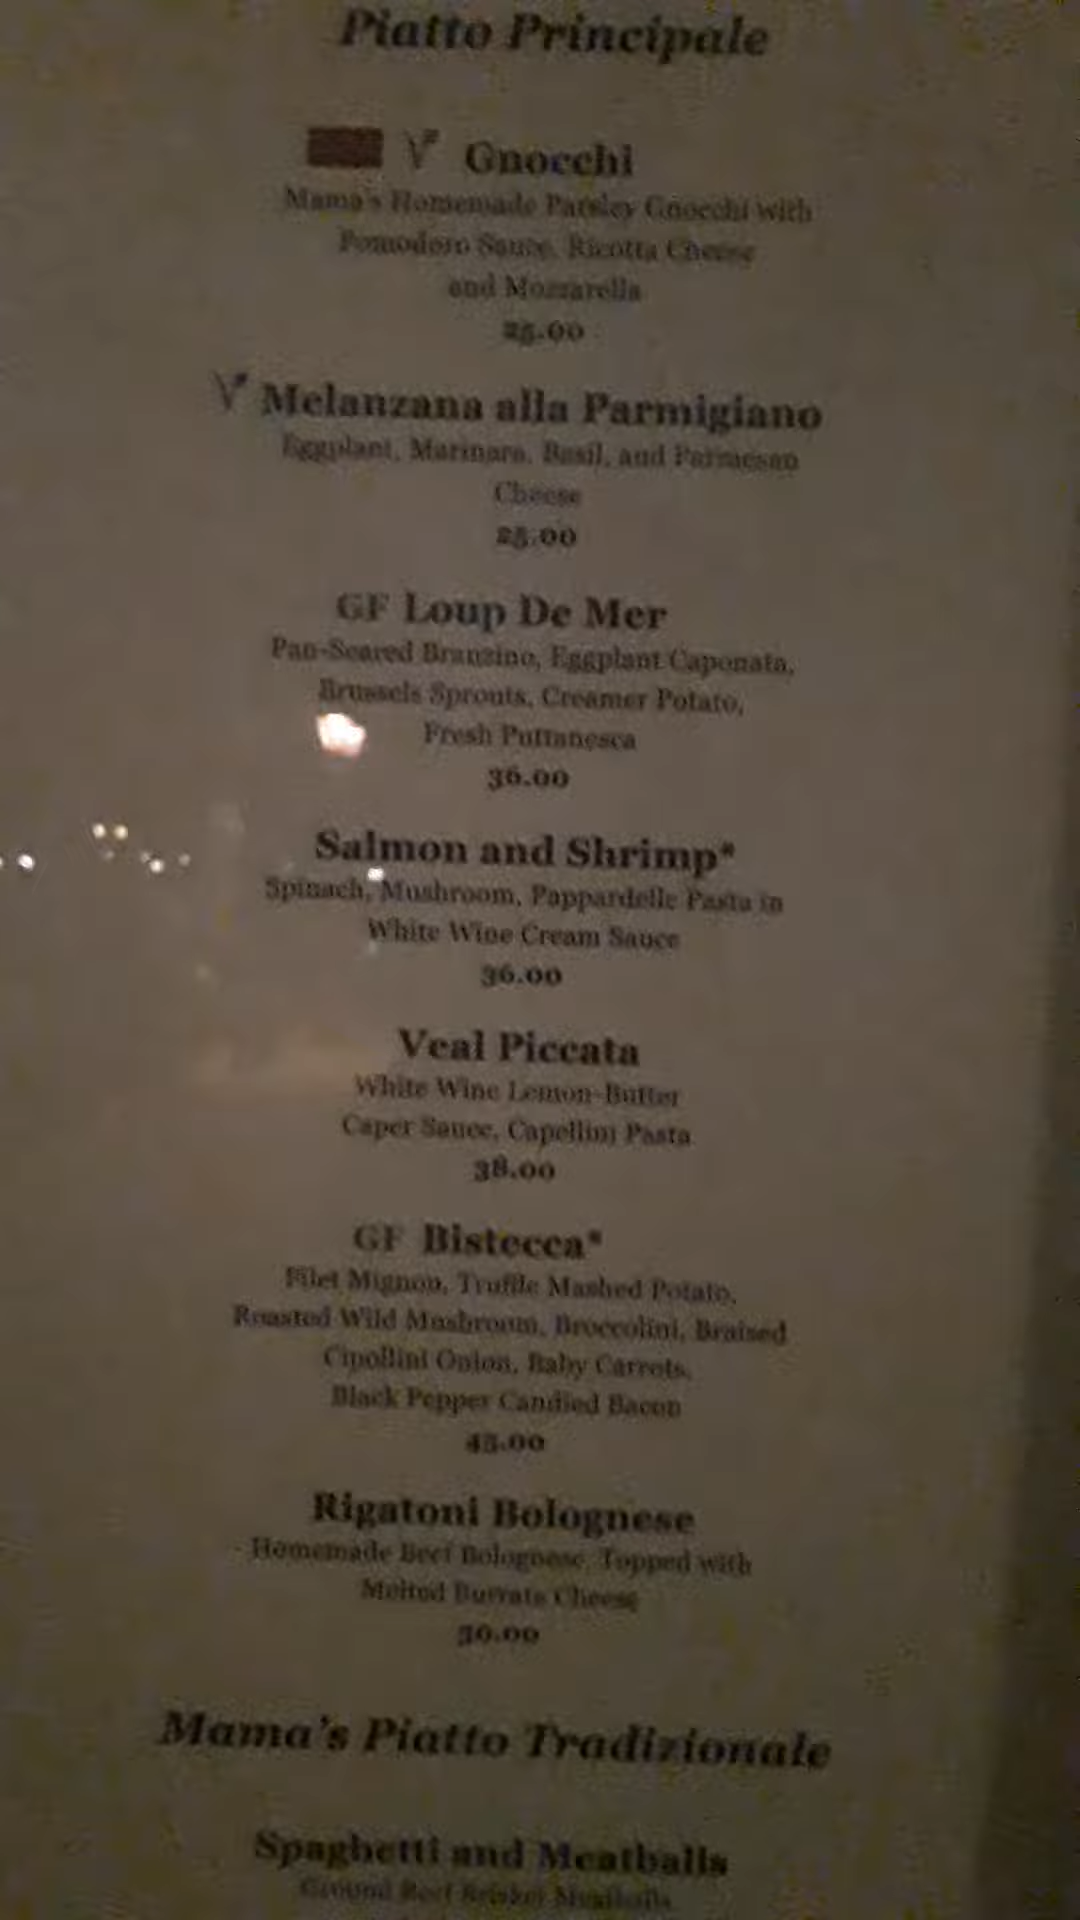 Piatto Principale
V Gnocchi
Mama's Homemade Parsley Gnocchi with
Pomodoro Sauce, Ricotta Cheese
and Mozzarella
25.00
V Melanzana alla Parmigiano
Eggplant, Marinara, Basil, and Parmesan
Cheese
25.00
GF Loup De Mer
Pan-Seared Branzino, Eggplant Caponata,
Brussels Sprouts, Creamer Potato,
Fresh Puttanesca
36.00
Salmon and Shrimp*
Spinach, Mushroom, Pappardelle Pasta in
White Wine Cream Sauce
36.00
Veal Piccata
White Wine Lemon-Butter
Caper Sauce, Capellini Pasta
38.00
GF Bistecca*
Filet Mignon, Truffle Mashed Potato,
Roasted Wild Mushroom, Broccolini, Braised
Cipollini Onion, Baby Carrots,
Black Pepper Candied Bacon
45.00
Rigatoni Bolognese
Homemade Beef Bolognese, Topped with
Melted Burrata Cheese
30.00
Mama's Piatto Tradizionale
Spaghetti and Meatballs
Ground Beef Brisket Meatballs